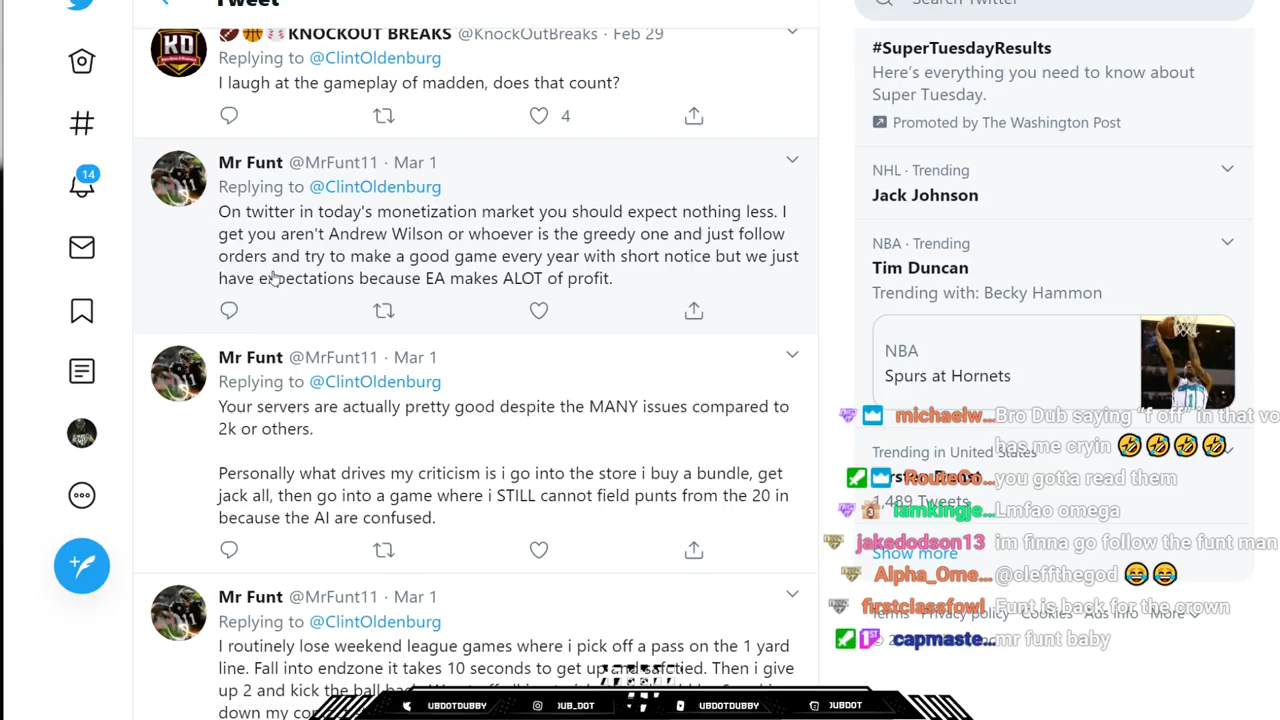 Tweet
KD
KNOCKOUT BREAKS @KnockOutBreaks · Feb 29
Replying to @ClintOldenburg
I laugh at the gameplay of madden, does that count?
4
Mr Funt @MrFunt11 · Mar 1
Replying to @ClintOldenburg
On twitter in today's monetization market you should expect nothing less. I
get you aren't Andrew Wilson or whoever is the greedy one and just follow
orders and try to make a good game every year with short notice but we just
have expectations because EA makes ALOT of profit.
Mr Funt @MrFunt11 · Mar 1
Replying to @ClintOldenburg
Your servers are actually pretty good despite the MANY issues compared to
2k or others.
Personally what drives my criticism is i go into the store i buy a bundle, get
jack all, then go into a game where i STILL cannot field punts from the 20 in
because the AI are confused.
Mr Funt @MrFunt11 · Mar 1
Replying to @ClintOldenburg
I routinely lose weekend league games where i pick off a pass on the 1 yard
line. Fall into endzone it takes 10 seconds to get up and safetied. Then i give
up 2 and kick the ball
down my
14
Search Twitter
#SuperTuesdayResults
Here's everything you need to know about
Super Tuesday.
Promoted by The Washington Post
NHL · Trending
Jack Johnson
NBA · Trending
Tim Duncan
Trending with: Becky Hammon
NBA
Spurs at Hornets
Trending in United States
1,489 Tweets
Show more
Terms Privacy policy Cookies Ads info More
michaelw... Bro Dub saying "f off" in that vo
has me cryin
RouteCo... you gotta read them
Iamkingje... Lmfao omega
jakedodson13 im finna go follow the funt man
Alpha_Ome... @cleffthegod
firstclassfowl Funt is back for the crown
capmaste... mr funt baby
UBDOTDUBBY
DUB_DOT
UBDOTDUBBY
DUBDOT